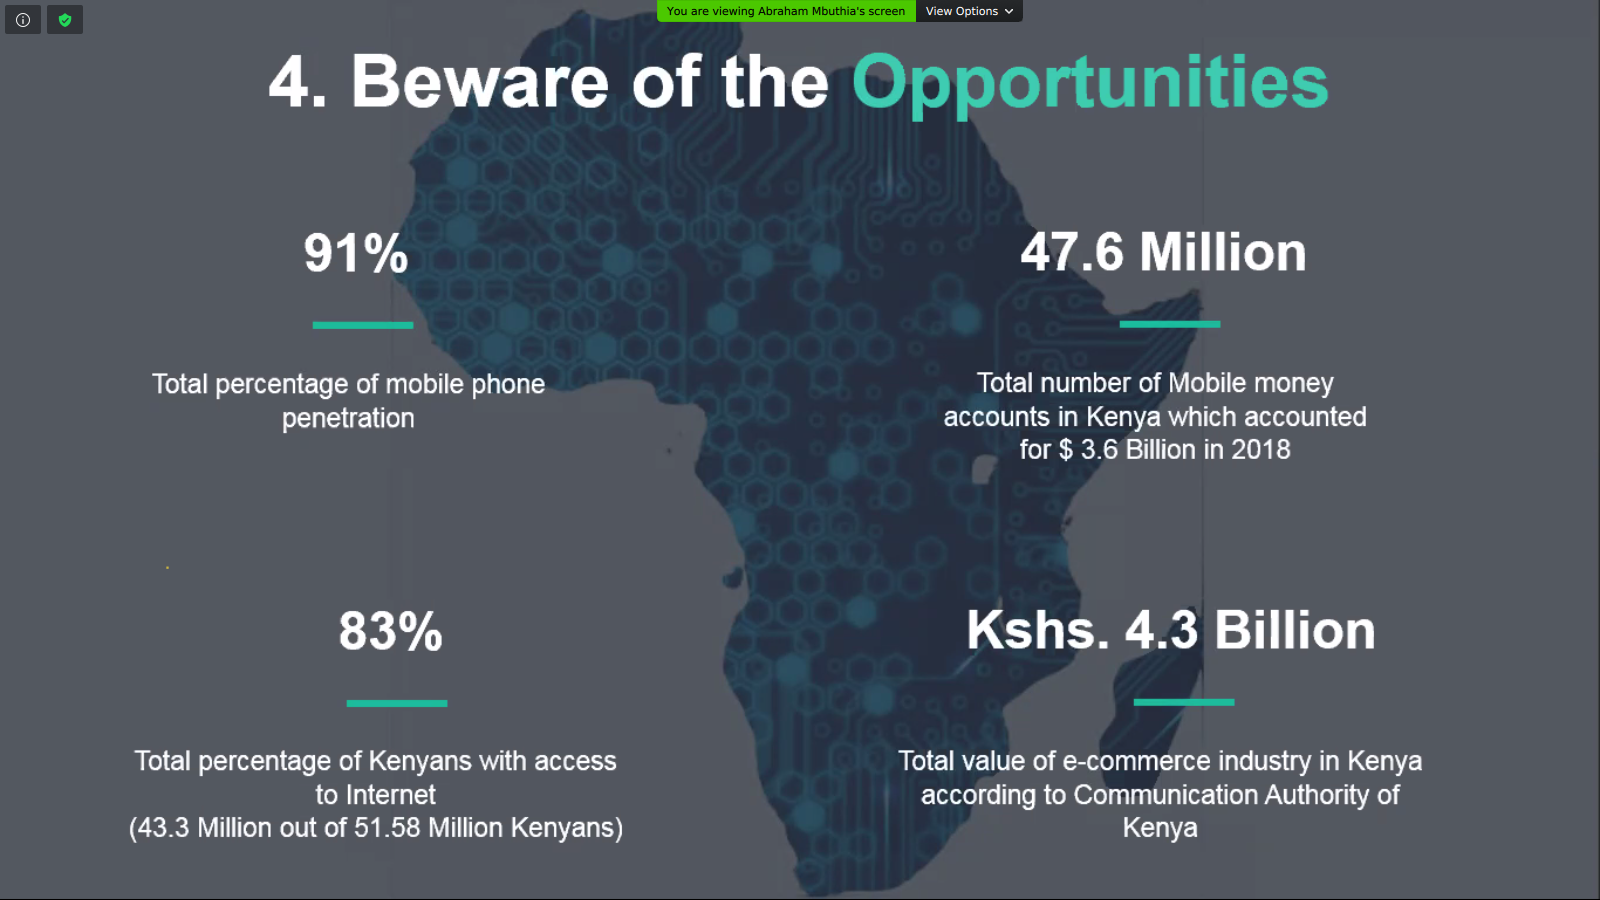 You are viewing Abraham Mbuthia's screen
View Options
4. Beware of the Opportunities
91%
Total percentage of mobile phone
penetration
47.6 Million
Total number of Mobile money
accounts in Kenya which accounted
for $ 3.6 Billion in 2018
83%
Total percentage of Kenyans with access
to Internet
(43.3 Million out of 51.58 Million Kenyans)
Kshs. 4.3 Billion
Total value of e-commerce industry in Kenya
according to Communication Authority of
Kenya